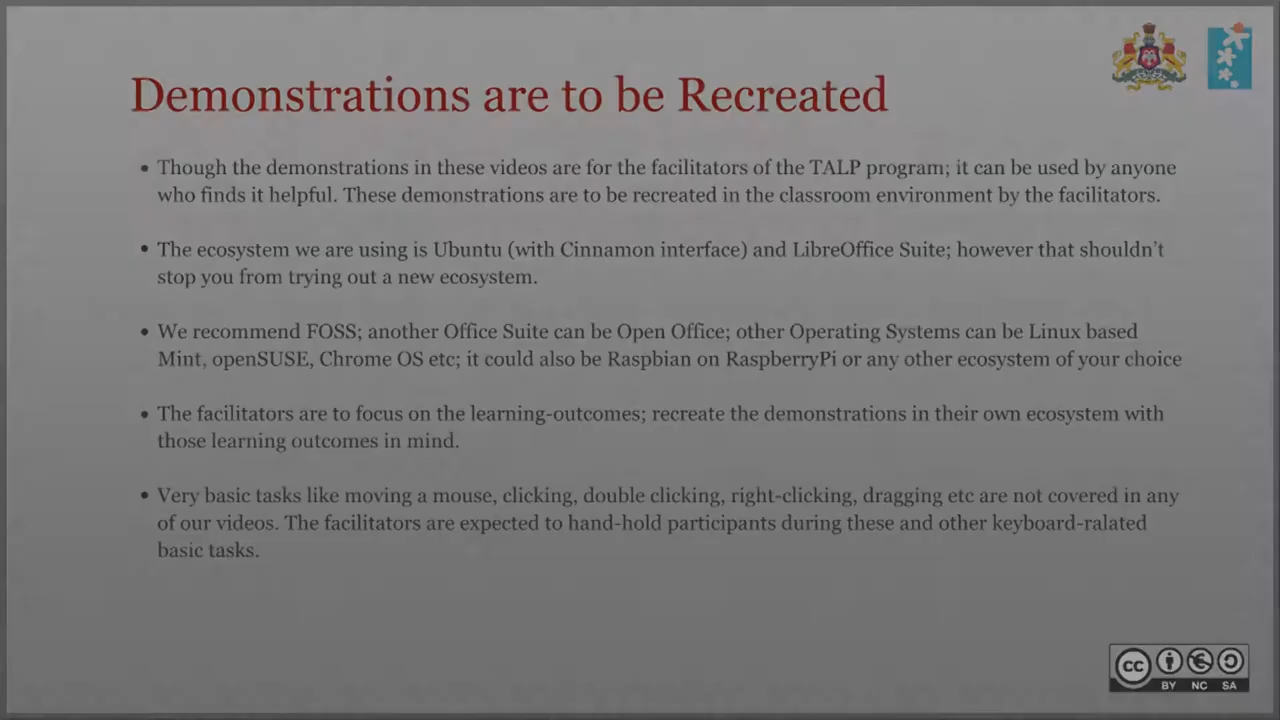 Demonstrations are to be Recreated
• Though the demonstrations in these videos are for the facilitators of the TALP program; it can be used by anyone
who finds it helpful. These demonstrations are to be recreated in the classroom environment by the facilitators.
• The ecosystem we are using is Ubuntu (with Cinnamon interface) and LibreOffice Suite; however that shouldn't
stop you from trying out a new ecosystem.
• We recommend FOSS; another Office Suite can be Open Office; other Operating Systems can be Linux based
Mint, openSUSE, Chrome OS etc; it could also be Raspbian on RaspberryPi or any other ecosystem of your choice
• The facilitators are to focus on the learning-outcomes; recreate the demonstrations in their own ecosystem with
those learning outcomes in mind.
• Very basic tasks like moving a mouse, clicking, double clicking, right-clicking, dragging etc are not covered in any
of our videos. The facilitators are expected to hand-hold participants during these and other keyboard-ralated
basic tasks.
cc
BY NC SA